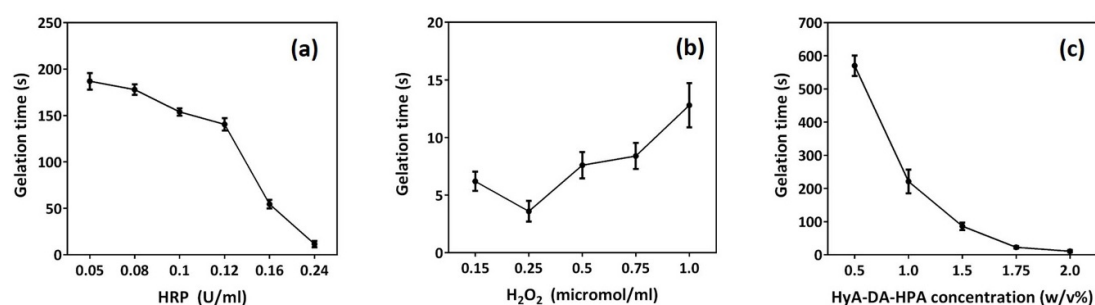 (a)
Gelation time (s)
250
200
150
100
50
0
0.05 0.08 0.1 0.12 0.16 0.24
HRP (U/ml)
(b)
Gelation time (s)
20
15
10
5
0
0.15 0.25 0.5 0.75 1.0
H₂O₂ (micromol/ml)
(c)
Gelation time (s)
700
600
500
400
300
200
100
0
0.5 1.0 1.5 1.75 2.0
HyA-DA-HPA concentration (w/v%)